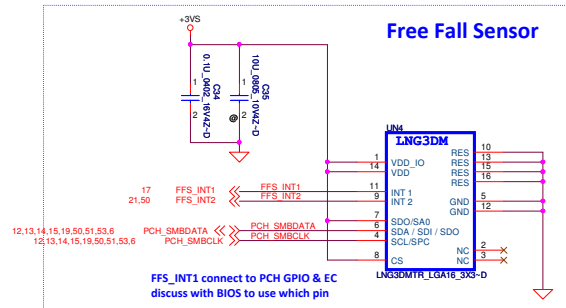 Free Fall Sensor
+3VS
1
2
C34
0.1U_0402_16V4Z~D
1
2
C35
10U_0805_10V4Z~D
@
UN4
LNG3DM
1 VDD_IO RES 10
14 VDD RES 13
RES 15
RES 16
17 FFS_INT1 FFS_INT1 11 INT 1
21,50 FFS_INT2 FFS_INT2 9 INT 2
GND 5
GND 12
7 SDO/SA0
12,13,14,15,19,50,51,53,6 PCH_SMBDATA PCH_SMBDATA 6 SDA / SDI / SDO
12,13,14,15,19,50,51,53,6 PCH_SMBCLK PCH_SMBCLK 4 SCL/SPC
NC 2
NC 3
8 CS
LNG3DMTR_LGA16_3X3~D
FFS_INT1 connect to PCH GPIO & EC
discuss with BIOS to use which pin